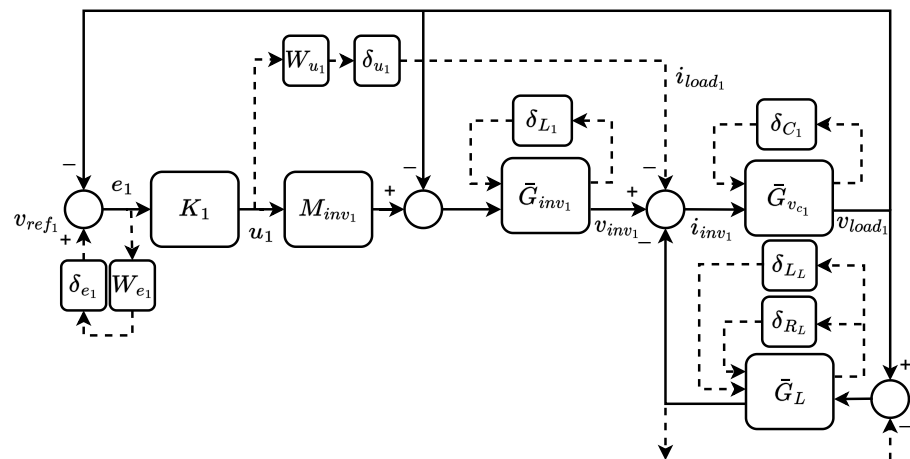 W_{u_1}
δ_{u_1}
i_{load_1}
δ_{L_1}
δ_{C_1}
−
−
−
e_1
K_1
M_{inv_1}
+
Ḡ_{inv_1}
+
Ḡ_{v_{c_1}}
v_{ref_1}
+
u_1
v_{inv_1}
−
i_{inv_1}
v_{load_1}
δ_{e_1}
W_{e_1}
δ_{L_L}
δ_{R_L}
+
Ḡ_L
−